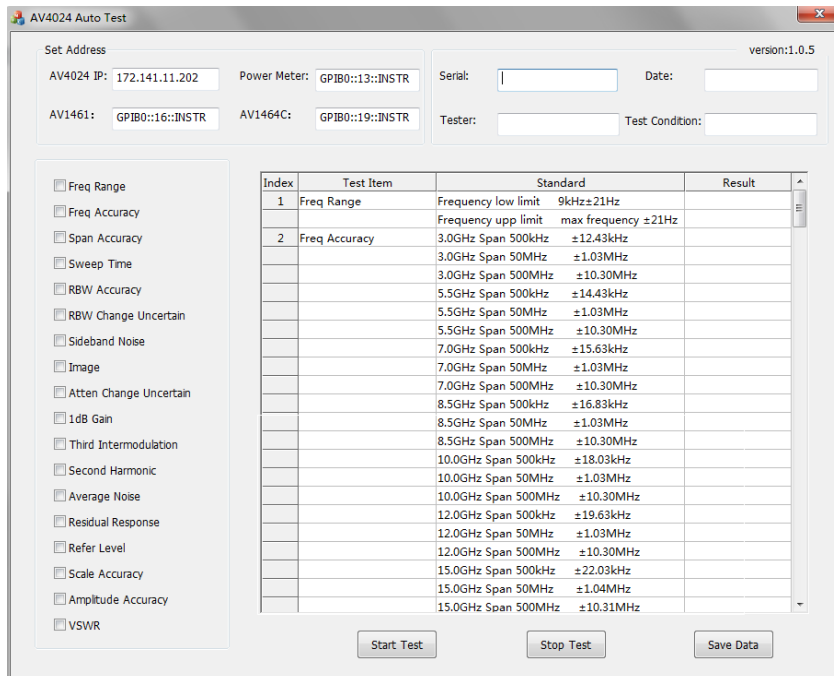 AV4024 Auto Test
Set Address
version:1.0.5
AV4024 IP: 172.141.11.202 Power Meter: GPIB0::13::INSTR Serial: Date:
AV1461: GPIB0::16::INSTR AV1464C: GPIB0::19::INSTR Tester: Test Condition:
Freq Range
Freq Accuracy
Span Accuracy
Sweep Time
RBW Accuracy
RBW Change Uncertain
Sideband Noise
Image
Atten Change Uncertain
1dB Gain
Third Intermodulation
Second Harmonic
Average Noise
Residual Response
Refer Level
Scale Accuracy
Amplitude Accuracy
VSWR
Index Test Item Standard Result
1 Freq Range Frequency low limit 9kHz±21Hz
Frequency upp limit max frequency ±21Hz
2 Freq Accuracy 3.0GHz Span 500kHz ±12.43kHz
3.0GHz Span 50MHz ±1.03MHz
3.0GHz Span 500MHz ±10.30MHz
5.5GHz Span 500kHz ±14.43kHz
5.5GHz Span 50MHz ±1.03MHz
5.5GHz Span 500MHz ±10.30MHz
7.0GHz Span 500kHz ±15.63kHz
7.0GHz Span 50MHz ±1.03MHz
7.0GHz Span 500MHz ±10.30MHz
8.5GHz Span 500kHz ±16.83kHz
8.5GHz Span 50MHz ±1.03MHz
8.5GHz Span 500MHz ±10.30MHz
10.0GHz Span 500kHz ±18.03kHz
10.0GHz Span 50MHz ±1.03MHz
10.0GHz Span 500MHz ±10.30MHz
12.0GHz Span 500kHz ±19.63kHz
12.0GHz Span 50MHz ±1.03MHz
12.0GHz Span 500MHz ±10.30MHz
15.0GHz Span 500kHz ±22.03kHz
15.0GHz Span 50MHz ±1.04MHz
15.0GHz Span 500MHz ±10.31MHz
Start Test Stop Test Save Data